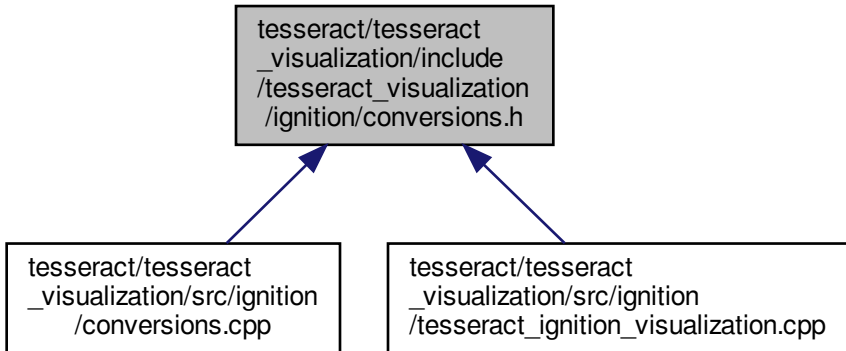 tesseract/tesseract
_visualization/include
/tesseract_visualization
/ignition/conversions.h
tesseract/tesseract
_visualization/src/ignition
/conversions.cpp
tesseract/tesseract
_visualization/src/ignition
/tesseract_ignition_visualization.cpp